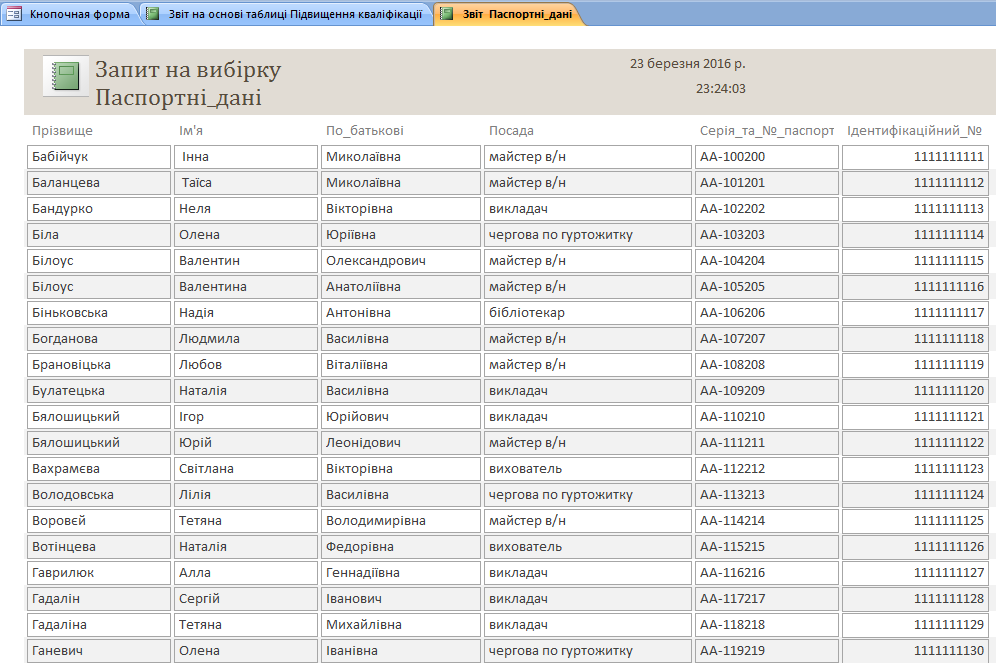 Кнопочная форма Звіт на основі таблиці Підвищення кваліфікації Звіт Паспортні_дані
Запит на вибірку
Паспортні_дані
23 березня 2016 р.
23:24:03
Прізвище Ім'я По_батькові Посада Серія_та_№_паспорт Ідентифікаційний_№
Бабійчук Інна Миколаївна майстер в/н АА-100200 1111111111
Баланцева Таїса Миколаївна майстер в/н АА-101201 1111111112
Бандурко Неля Вікторівна викладач АА-102202 1111111113
Біла Олена Юріївна чергова по гуртожитку АА-103203 1111111114
Білоус Валентин Олександрович майстер в/н АА-104204 1111111115
Білоус Валентина Анатоліївна майстер в/н АА-105205 1111111116
Біньковська Надія Антонівна бібліотекар АА-106206 1111111117
Богданова Людмила Василівна майстер в/н АА-107207 1111111118
Брановіцька Любов Віталіївна майстер в/н АА-108208 1111111119
Булатецька Наталія Василівна викладач АА-109209 1111111120
Бялошицький Ігор Юрійович викладач АА-110210 1111111121
Бялошицький Юрій Леонідович майстер в/н АА-111211 1111111122
Вахрамєва Світлана Вікторівна вихователь АА-112212 1111111123
Володовська Лілія Василівна чергова по гуртожитку АА-113213 1111111124
Воровєй Тетяна Володимирівна майстер в/н АА-114214 1111111125
Вотінцева Наталія Федорівна вихователь АА-115215 1111111126
Гаврилюк Алла Геннадіївна викладач АА-116216 1111111127
Гадалін Сергій Іванович викладач АА-117217 1111111128
Гадаліна Тетяна Михайлівна викладач АА-118218 1111111129
Ганевич Олена Іванівна чергова по гуртожитку АА-119219 1111111130